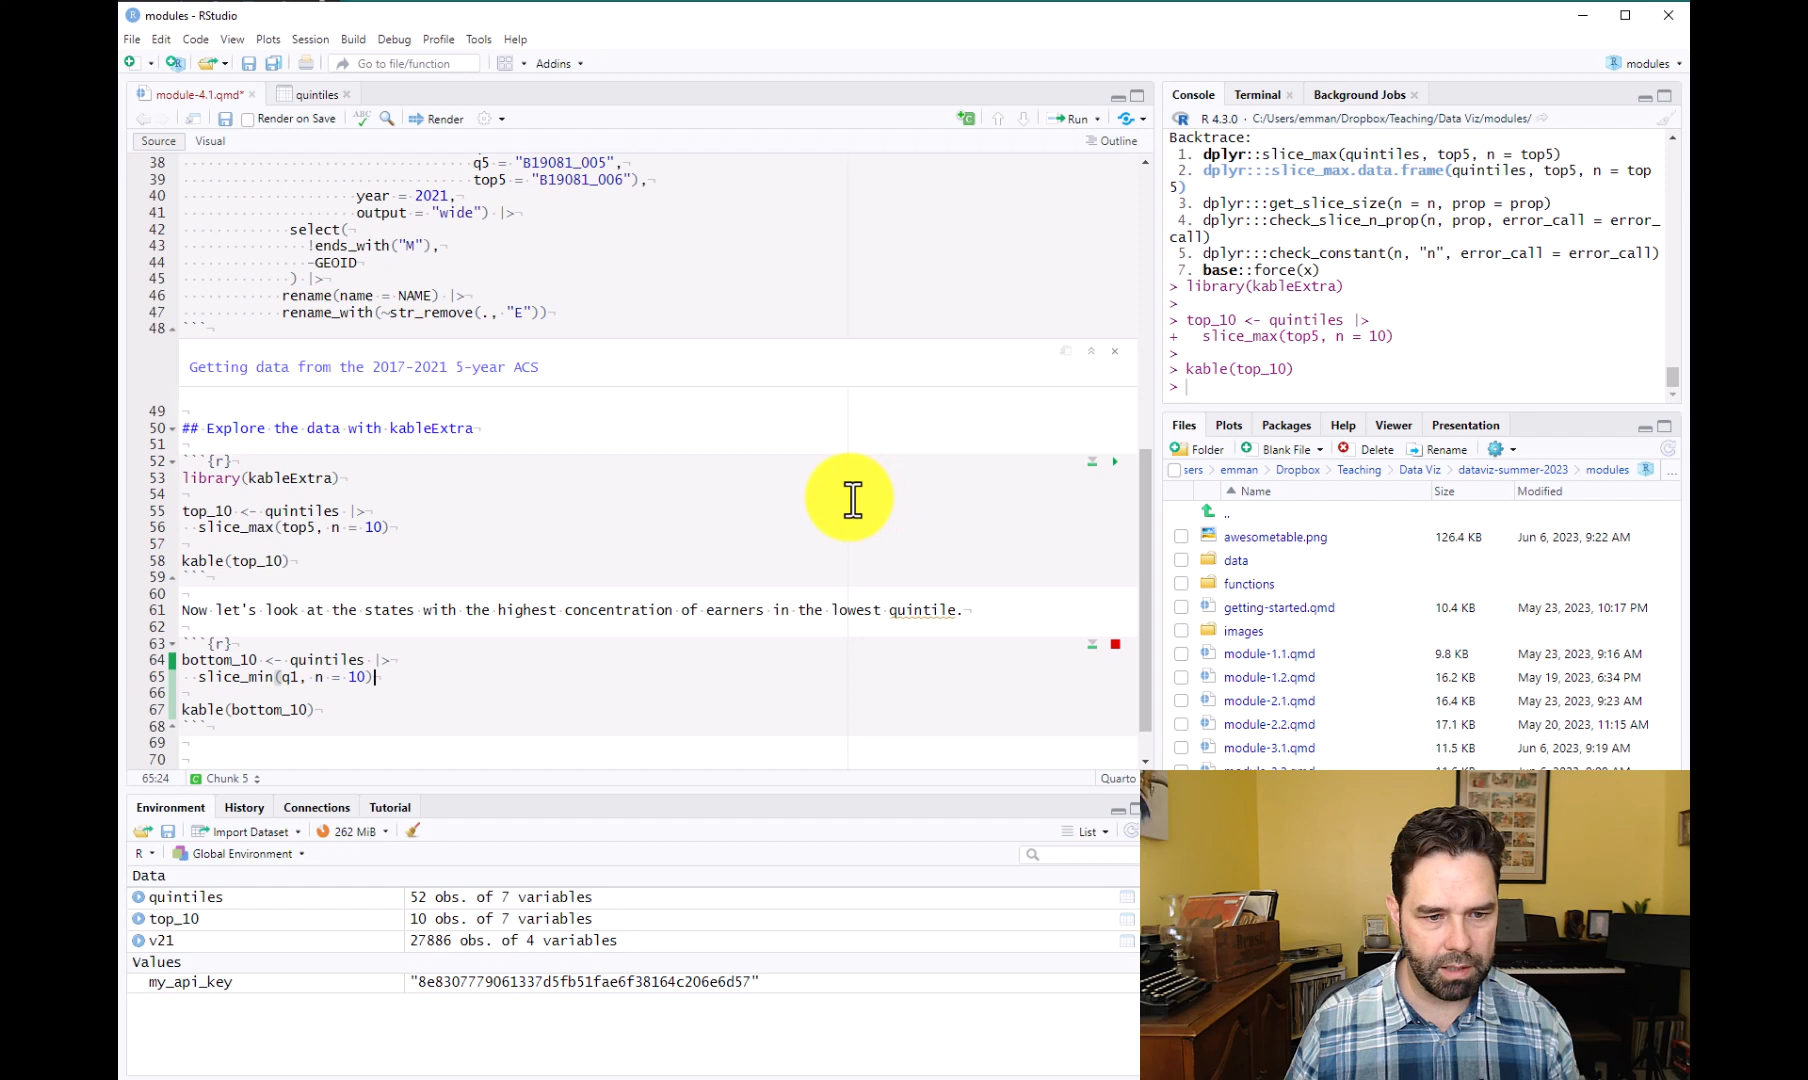 modules - RStudio
File Edit Code View Plots Session Build Debug Profile Tools Help
Go to file/function Addins modules
module-4.1.qmd* quintiles
Render on Save Render Run
Source Visual Outline
38 q5 = "B19081_005",
39 top5 = "B19081_006"),
40 year = 2021,
41 output = "wide") |>
42 select(
43 !ends_with("M"),
44 -GEOID
45 ) |>
46 rename(name = NAME) |>
47 rename_with(~str_remove(., "E"))
48 ```
Getting data from the 2017-2021 5-year ACS
49
50 ## Explore the data with kableExtra
51
52 ```{r}
53 library(kableExtra)
54
55 top_10 <- quintiles |>
56 slice_max(top5, n = 10)
57
58 kable(top_10)
59 ```
60
61 Now let's look at the states with the highest concentration of earners in the lowest quintile.
62
63 ```{r}
64 bottom_10 <- quintiles |>
65 slice_min(q1, n = 10)
66
67 kable(bottom_10)
68 ```
69
70
65:24 Chunk 5 Quarto
Environment History Connections Tutorial
Import Dataset 262 MiB List
R Global Environment
Data
quintiles 52 obs. of 7 variables
top_10 10 obs. of 7 variables
v21 27886 obs. of 4 variables
Values
my_api_key "8e8307779061337d5fb51fae6f38164c206e6d57"
Console Terminal Background Jobs
R 4.3.0 · C:/Users/emman/Dropbox/Teaching/Data Viz/modules/
Backtrace:
1. dplyr::slice_max(quintiles, top5, n = top5)
2. dplyr:::slice_max.data.frame(quintiles, top5, n = top
5)
3. dplyr:::get_slice_size(n = n, prop = prop)
4. dplyr:::check_slice_n_prop(n, prop, error_call = error_
call)
5. dplyr:::check_constant(n, "n", error_call = error_call)
7. base::force(x)
> library(kableExtra)
>
> top_10 <- quintiles |>
+ slice_max(top5, n = 10)
>
> kable(top_10)
>
Files Plots Packages Help Viewer Presentation
Folder Blank File Delete Rename
sers emman Dropbox Teaching Data Viz dataviz-summer-2023 modules ...
Name Size Modified
..
awesometable.png 126.4 KB Jun 6, 2023, 9:22 AM
data
functions
getting-started.qmd 10.4 KB May 23, 2023, 10:17 PM
images
module-1.1.qmd 9.8 KB May 23, 2023, 9:16 AM
module-1.2.qmd 16.2 KB May 19, 2023, 6:34 PM
module-2.1.qmd 16.4 KB May 23, 2023, 9:23 AM
module-2.2.qmd 17.1 KB May 20, 2023, 11:15 AM
module-3.1.qmd 11.5 KB Jun 6, 2023, 9:19 AM